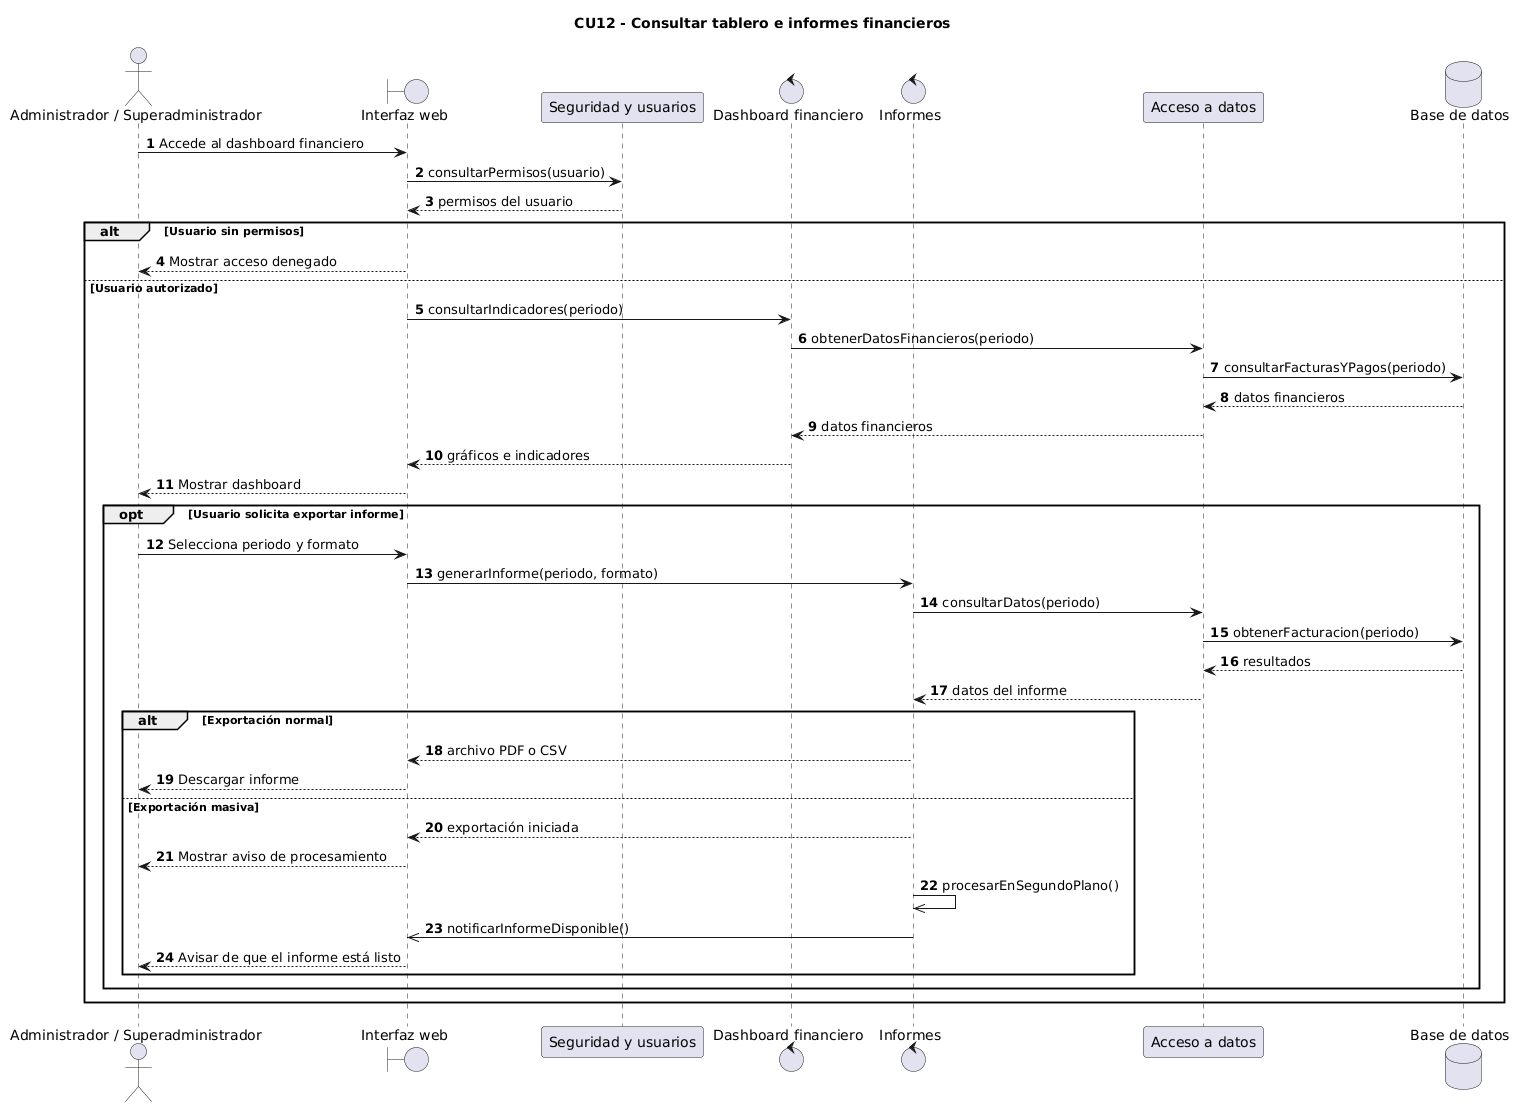 CU12 - Consultar tablero e informes financieros
Administrador / Superadministrador
Interfaz web
Seguridad y usuarios
Dashboard financiero
Informes
Acceso a datos
Base de datos
1 Accede al dashboard financiero
2 consultarPermisos(usuario)
3 permisos del usuario
alt [Usuario sin permisos]
4 Mostrar acceso denegado
[Usuario autorizado]
5 consultarIndicadores(periodo)
6 obtenerDatosFinancieros(periodo)
7 consultarFacturasYPagos(periodo)
8 datos financieros
9 datos financieros
10 gráficos e indicadores
11 Mostrar dashboard
opt [Usuario solicita exportar informe]
12 Selecciona periodo y formato
13 generarInforme(periodo, formato)
14 consultarDatos(periodo)
15 obtenerFacturacion(periodo)
16 resultados
17 datos del informe
alt [Exportación normal]
18 archivo PDF o CSV
19 Descargar informe
[Exportación masiva]
20 exportación iniciada
21 Mostrar aviso de procesamiento
22 procesarEnSegundoPlano()
23 notificarInformeDisponible()
24 Avisar de que el informe está listo
Administrador / Superadministrador
Interfaz web
Seguridad y usuarios
Dashboard financiero
Informes
Acceso a datos
Base de datos